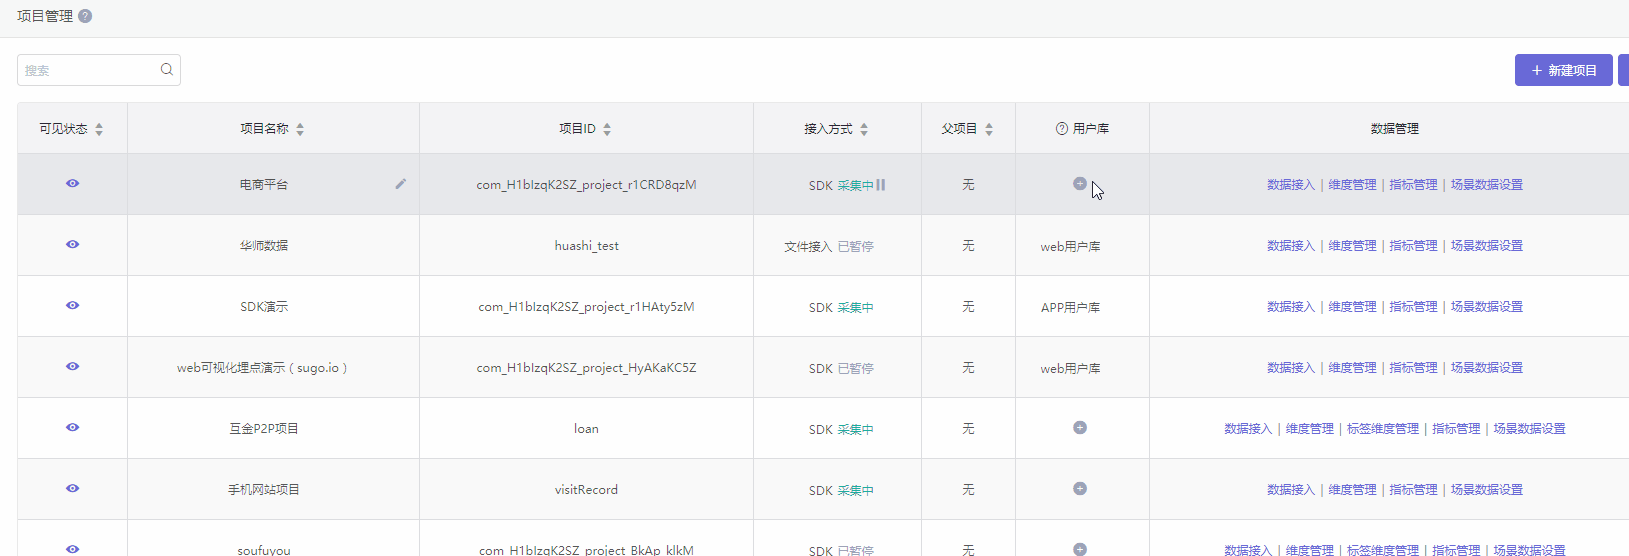 项目管理 ?
搜索
+ 新建项目
可见状态 项目名称 项目ID 接入方式 父项目 ? 用户库 数据管理
电商平台 com_H1bIzqK2SZ_project_r1CRD8qzM SDK 采集中 无 数据接入 | 维度管理 | 指标管理 | 场景数据设置
华师数据 huashi_test 文件接入 已暂停 无 web用户库 数据接入 | 维度管理 | 指标管理 | 场景数据设置
SDK演示 com_H1bIzqK2SZ_project_r1HAty5zM SDK 采集中 无 APP用户库 数据接入 | 维度管理 | 指标管理 | 场景数据设置
web可视化埋点演示（sugo.io） com_H1bIzqK2SZ_project_HyAKaKC5Z SDK 已暂停 无 web用户库 数据接入 | 维度管理 | 指标管理 | 场景数据设置
互金P2P项目 loan SDK 采集中 无 数据接入 | 维度管理 | 标签维度管理 | 指标管理 | 场景数据设置
手机网站项目 visitRecord SDK 采集中 无 数据接入 | 维度管理 | 指标管理 | 场景数据设置
soufuyou com_H1bIzqK2SZ_project_BkAp_klkM SDK 已暂停 无 数据接入 | 维度管理 | 标签维度管理 | 指标管理 | 场景数据设置